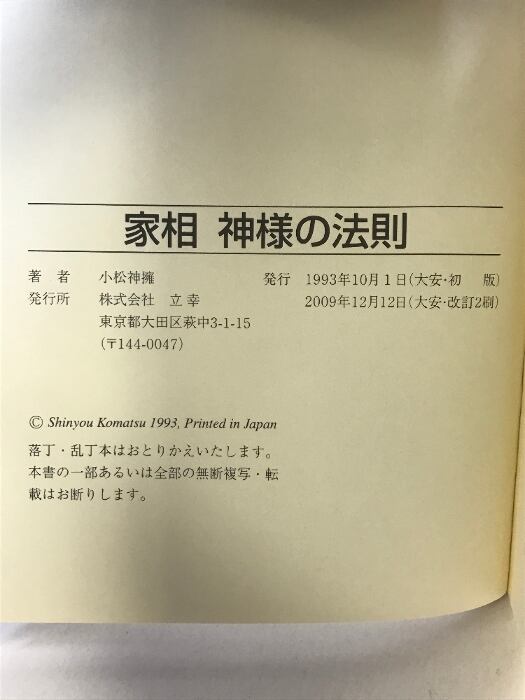 家相 神様の法則
著者 小松神擁 発行 1993年10月1日(大安・初版)
発行所 株式会社 立幸 2009年12月12日(大安・改訂2刷)
東京都大田区萩中3-1-15
(〒144-0047)
© Shinyou Komatsu 1993, Printed in Japan
落丁・乱丁本はおとりかえいたします。
本書の一部あるいは全部の無断複写・転
載はお断りします。